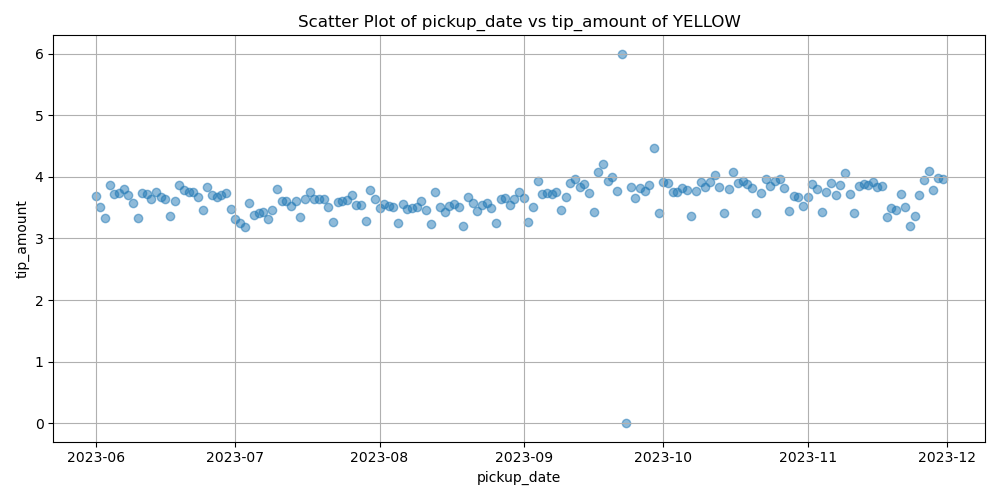 Scatter Plot of pickup_date vs tip_amount of YELLOW
6
5
4
3
2
1
0
tip_amount
2023-06 2023-07 2023-08 2023-09 2023-10 2023-11 2023-12
pickup_date